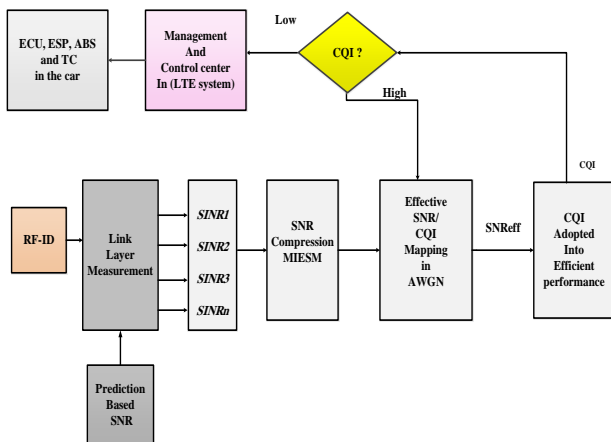 ECU, ESP, ABS
and TC
in the car
Management
And
Control center
In (LTE system)
Low
CQI ?
High
CQI
RF-ID
Link
Layer
Measurement
SINR1
SINR2
SINR3
SINRn
SNR
Compression
MIESM
Effective
SNR/
CQI
Mapping
in
AWGN
SNReff
CQI
Adopted
Into
Efficient
performance
Prediction
Based
SNR